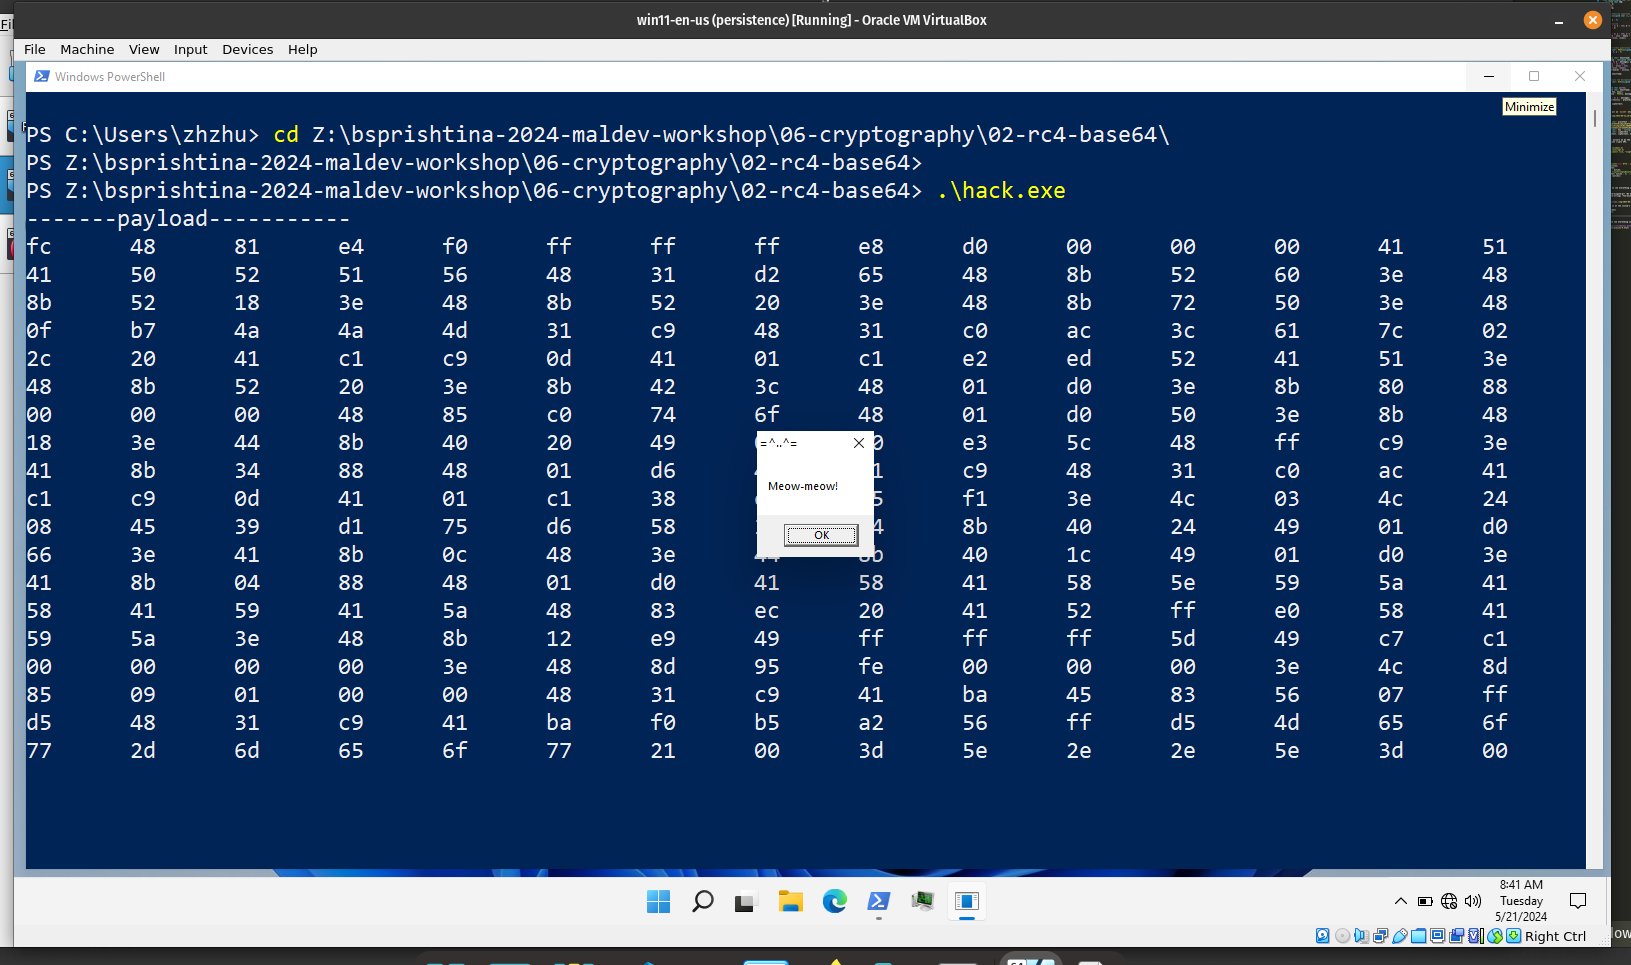 win11-en-us (persistence) [Running] - Oracle VM VirtualBox
File Machine View Input Devices Help
Windows PowerShell
Minimize
PS C:\Users\zhzhu> cd Z:\bsprishtina-2024-maldev-workshop\06-cryptography\02-rc4-base64\
PS Z:\bsprishtina-2024-maldev-workshop\06-cryptography\02-rc4-base64>
PS Z:\bsprishtina-2024-maldev-workshop\06-cryptography\02-rc4-base64> .\hack.exe
-------payload-----------
fc 48 81 e4 f0 ff ff ff e8 d0 00 00 00 41 51
41 50 52 51 56 48 31 d2 65 48 8b 52 60 3e 48
8b 52 18 3e 48 8b 52 20 3e 48 8b 72 50 3e 48
0f b7 4a 4a 4d 31 c9 48 31 c0 ac 3c 61 7c 02
2c 20 41 c1 c9 0d 41 01 c1 e2 ed 52 41 51 3e
48 8b 52 20 3e 8b 42 3c 48 01 d0 3e 8b 80 88
00 00 00 48 85 c0 74 6f 48 01 d0 50 3e 8b 48
18 3e 44 8b 40 20 49 e3 5c 48 ff c9 3e
41 8b 34 88 48 01 d6 c9 48 31 c0 ac 41
c1 c9 0d 41 01 c1 38 f1 3e 4c 03 4c 24
08 45 39 d1 75 d6 58 8b 40 24 49 01 d0
66 3e 41 8b 0c 48 3e 44 8b 40 1c 49 01 d0 3e
41 8b 04 88 48 01 d0 41 58 41 58 5e 59 5a 41
58 41 59 41 5a 48 83 ec 20 41 52 ff e0 58 41
59 5a 3e 48 8b 12 e9 49 ff ff ff 5d 49 c7 c1
00 00 00 00 3e 48 8d 95 fe 00 00 00 3e 4c 8d
85 09 01 00 00 48 31 c9 41 ba 45 83 56 07 ff
d5 48 31 c9 41 ba f0 b5 a2 56 ff d5 4d 65 6f
77 2d 6d 65 6f 77 21 00 3d 5e 2e 2e 5e 3d 00
=^..^=
Meow-meow!
OK
8:41 AM
Tuesday
5/21/2024
Right Ctrl